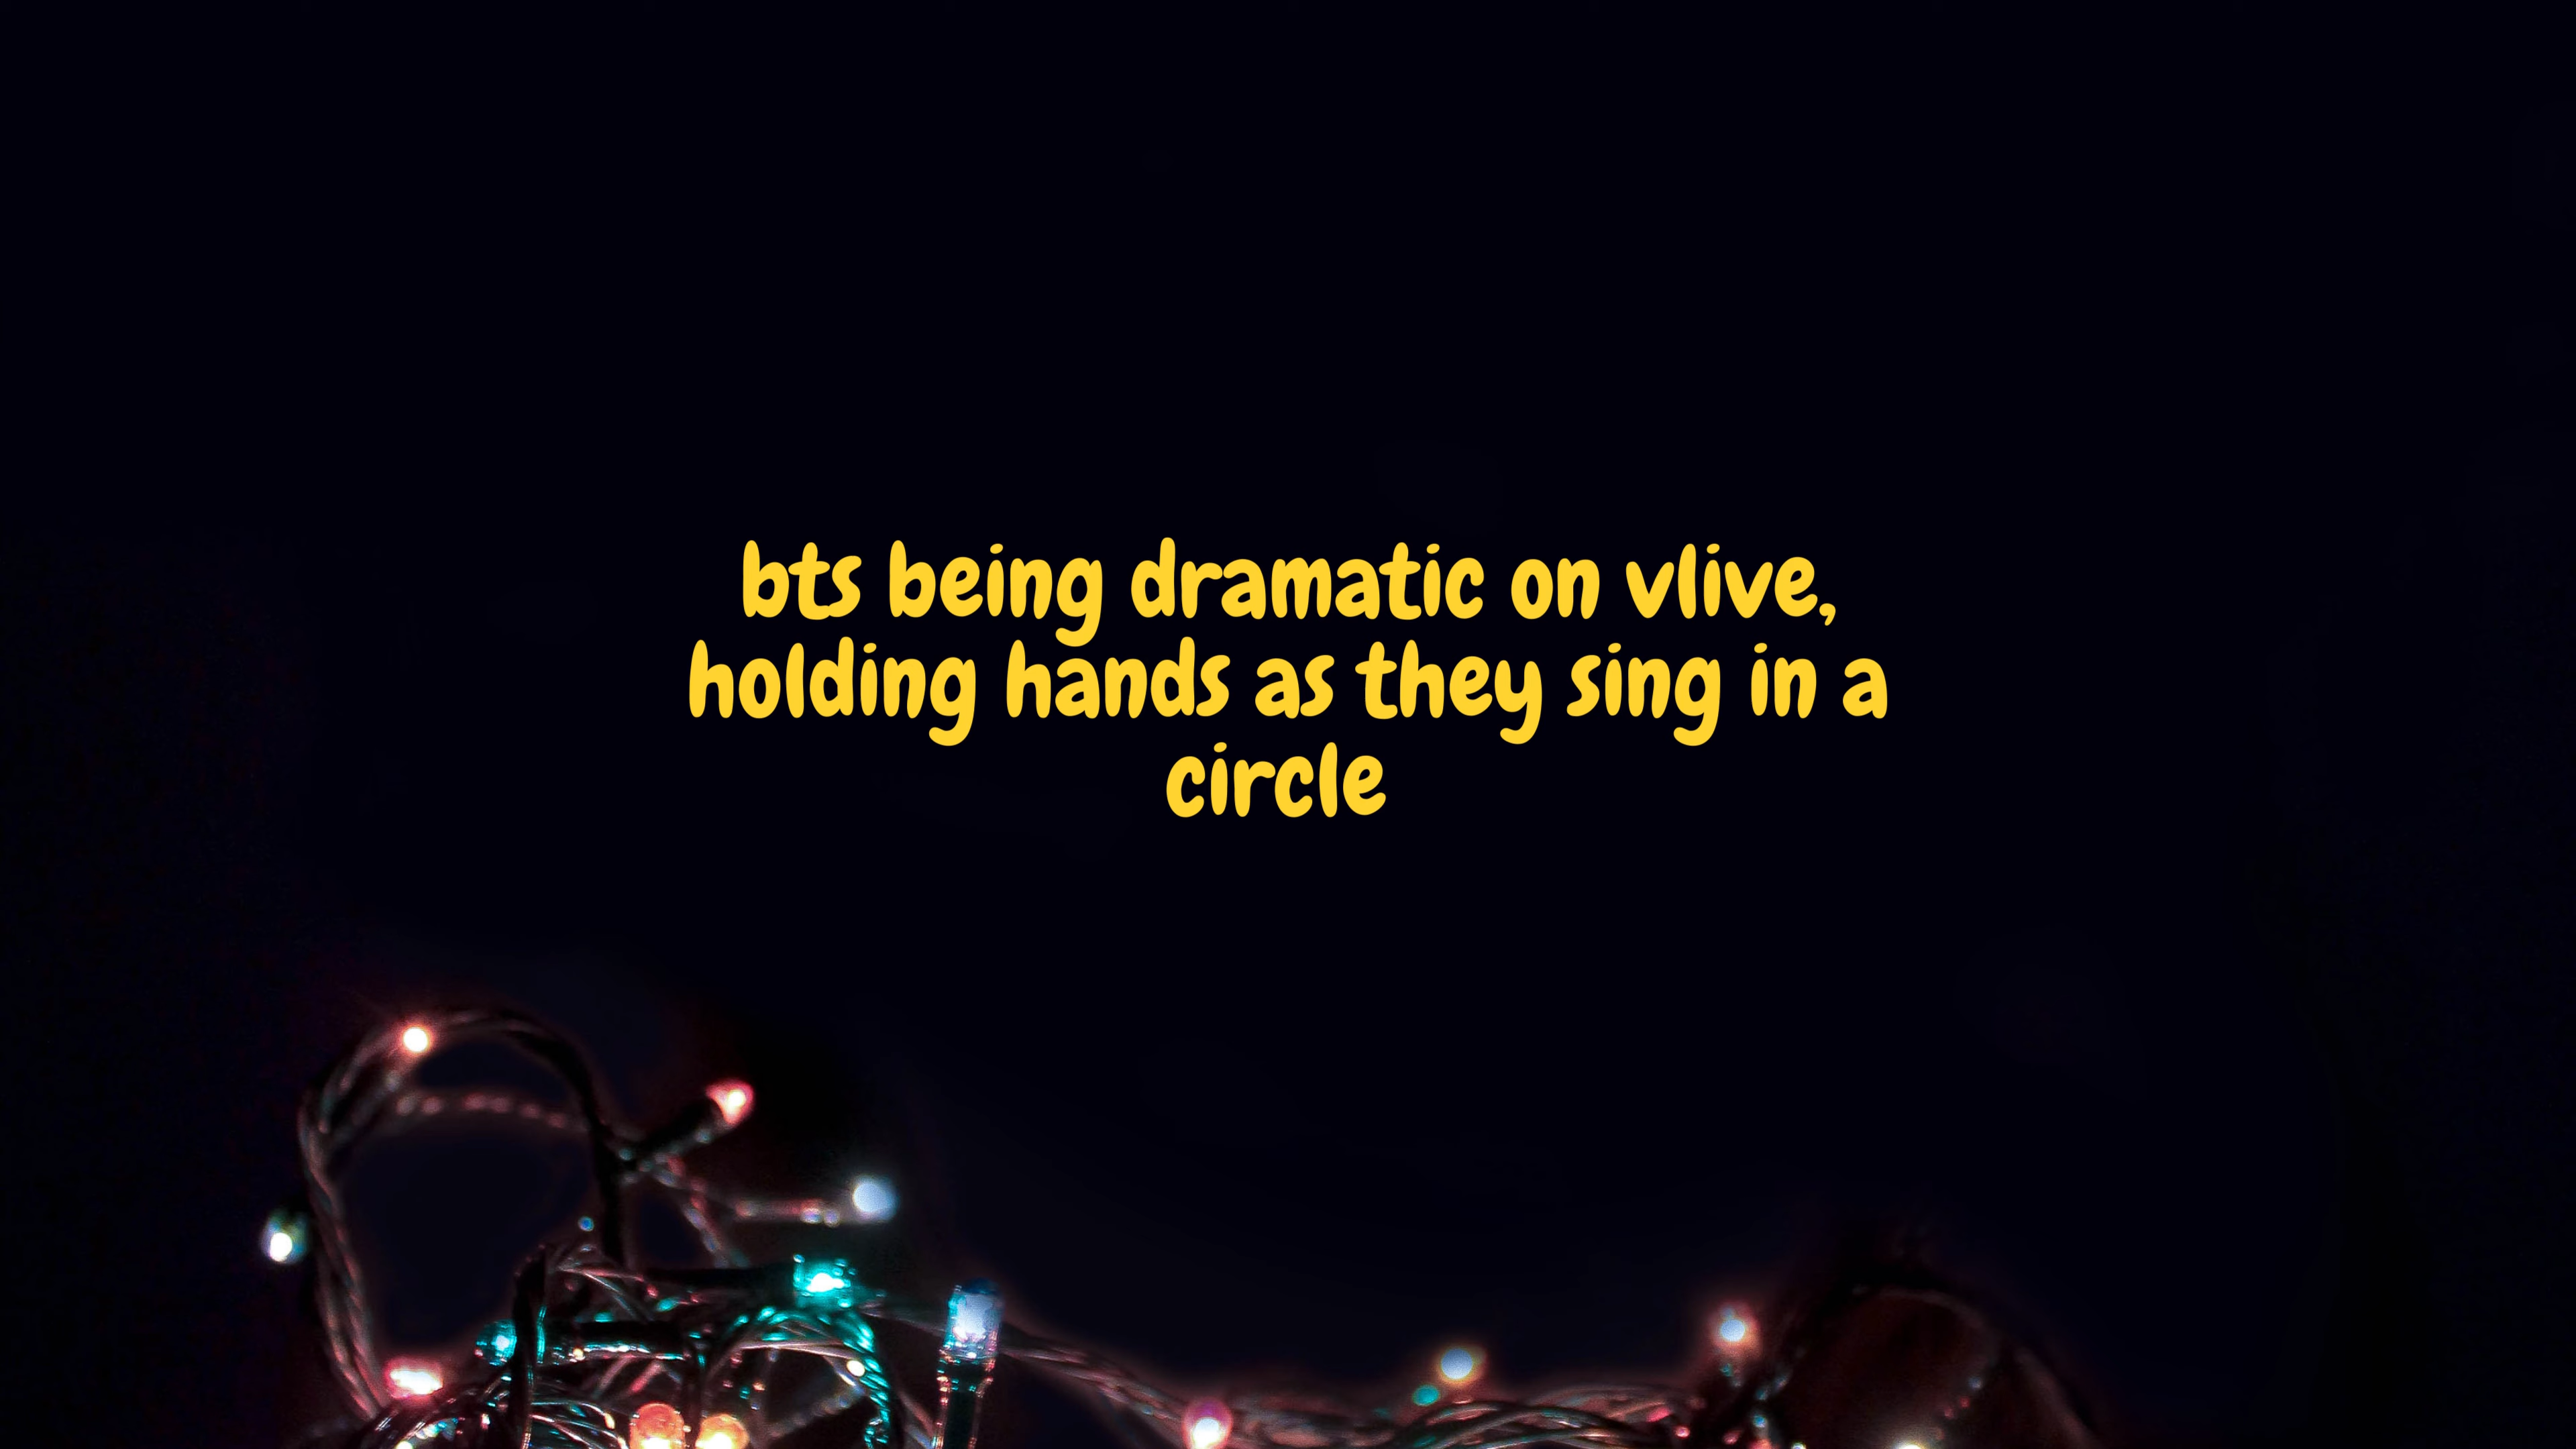 bts being dramatic on vlive,
holding hands as they sing in a
circle